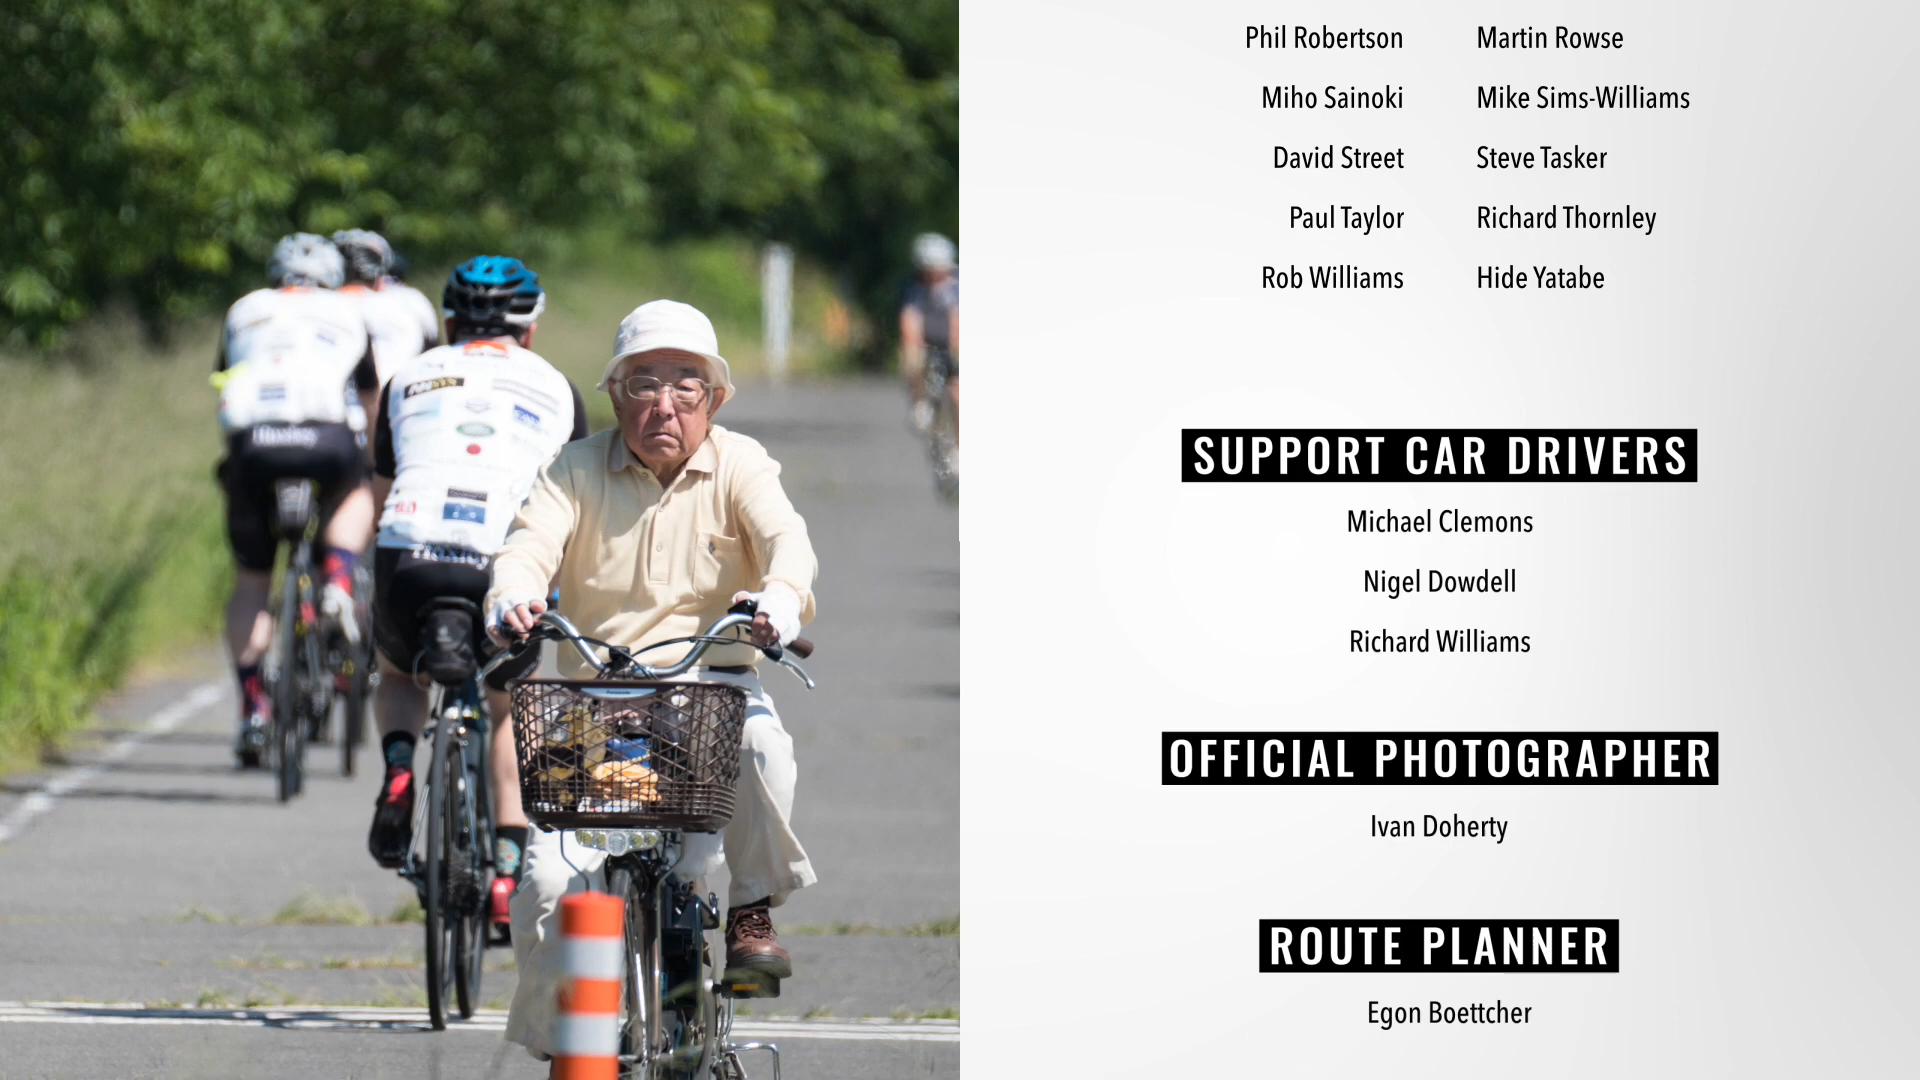 Phil Robertson Martin Rowse
Miho Sainoki Mike Sims-Williams
David Street Steve Tasker
Paul Taylor Richard Thornley
Rob Williams Hide Yatabe
SUPPORT CAR DRIVERS
Michael Clemons
Nigel Dowdell
Richard Williams
OFFICIAL PHOTOGRAPHER
Ivan Doherty
ROUTE PLANNER
Egon Boettcher